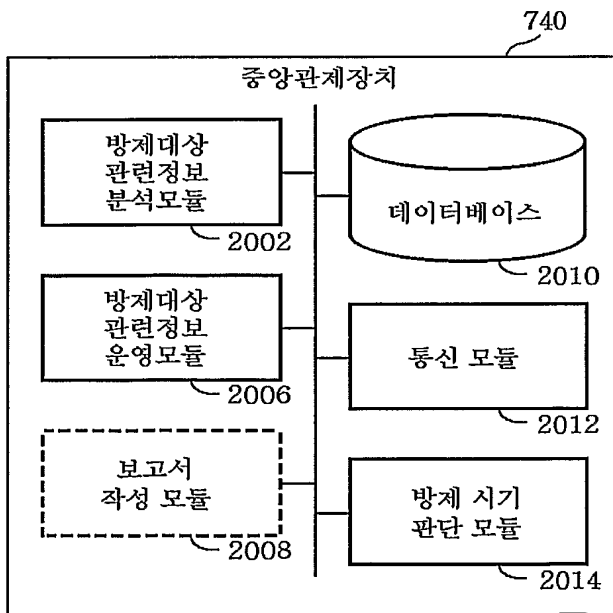 740
중앙관제장치
방제대상
관련정보
분석모듈
2002
데이터베이스
2010
방제대상
관련정보
운영모듈
2006
통신 모듈
2012
보고서
작성 모듈
2008
방제 시기
판단 모듈
2014